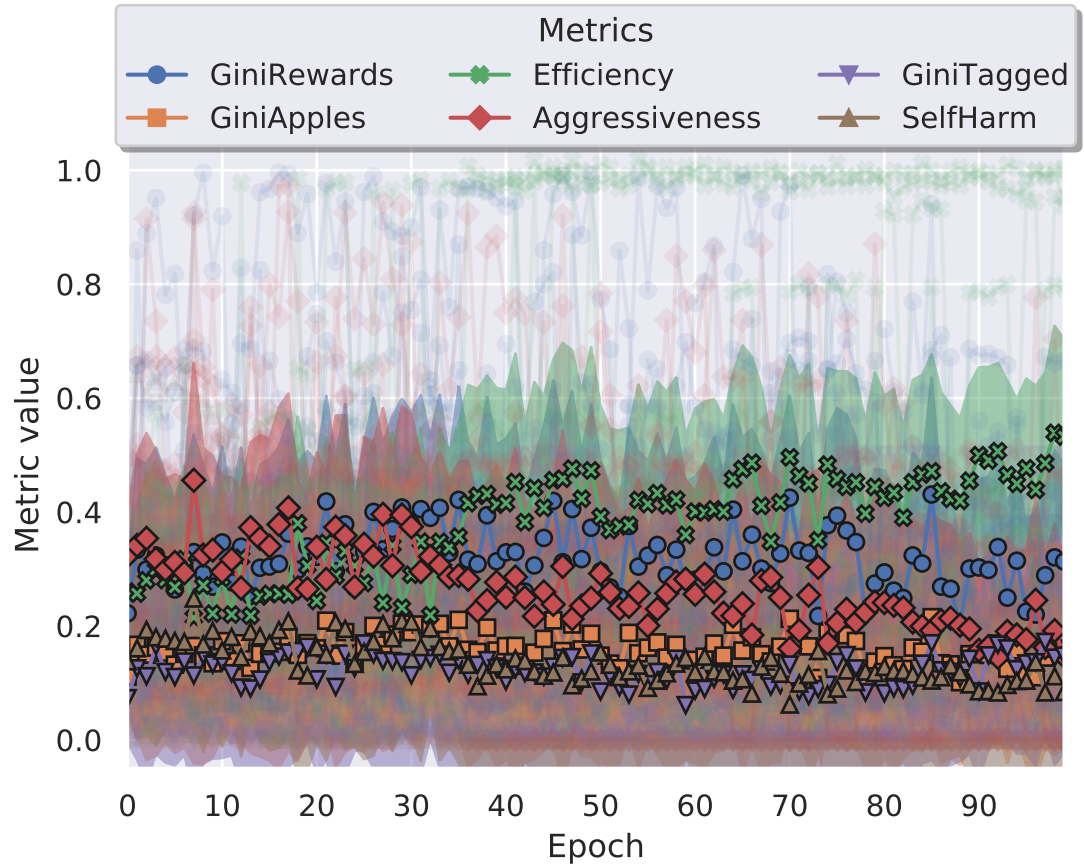 Metrics
GiniRewards Efficiency GiniTagged
GiniApples Aggressiveness SelfHarm
1.0
0.8
0.6
0.4
0.2
0.0
Metric value
0 10 20 30 40 50 60 70 80 90
Epoch